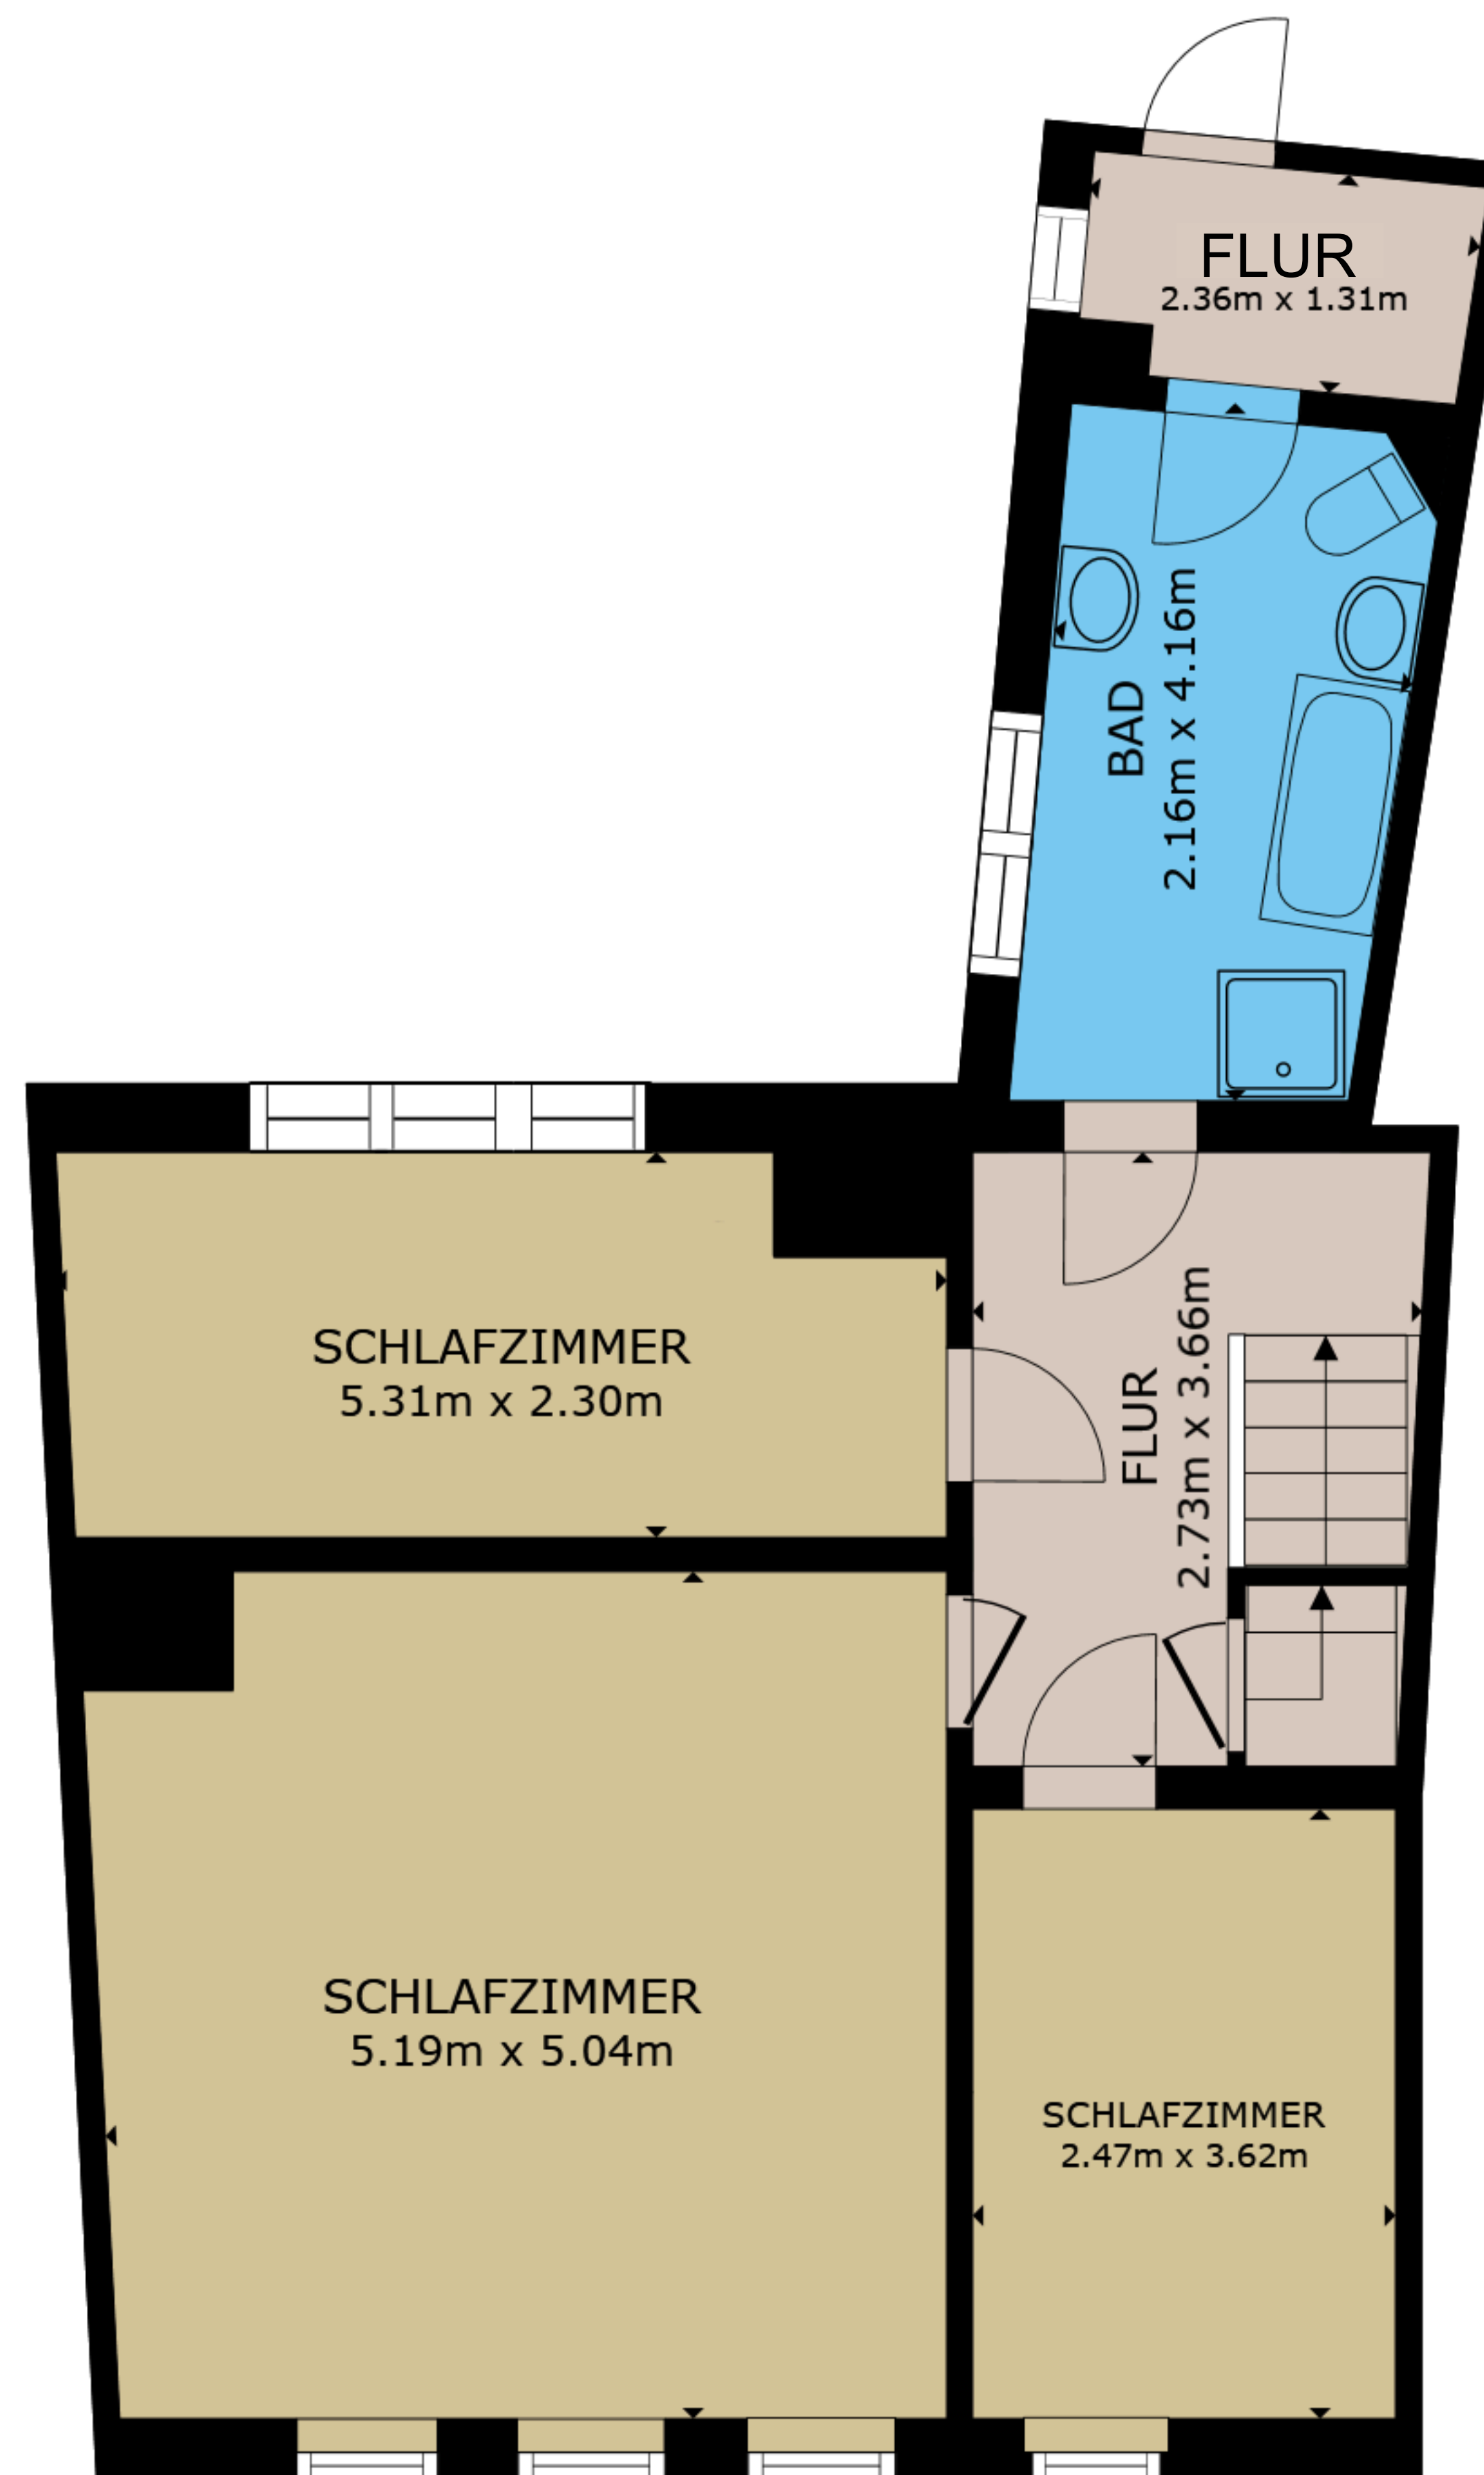 FLUR
2.36m x 1.31m
BAD
2.16m x 4.16m
SCHLAFZIMMER
5.31m x 2.30m
FLUR
2.73m x 3.66m
SCHLAFZIMMER
5.19m x 5.04m
SCHLAFZIMMER
2.47m x 3.62m